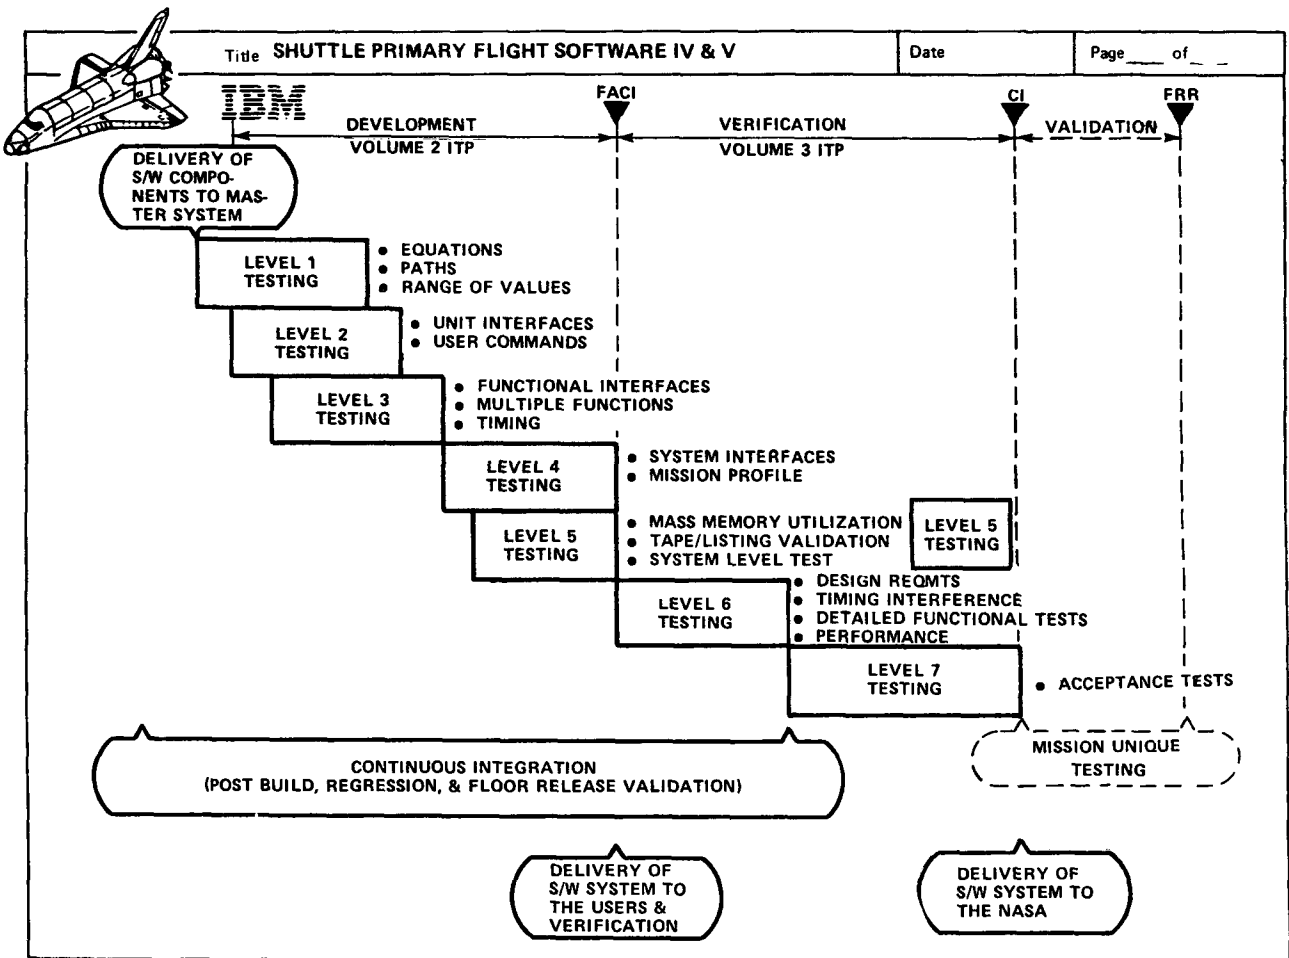 Title SHUTTLE PRIMARY FLIGHT SOFTWARE IV & V
Date
Page ____ of _ _
IBM
FACI
CI
FRR
DEVELOPMENT
VOLUME 2 ITP
VERIFICATION
VOLUME 3 ITP
VALIDATION
DELIVERY OF
S/W COMPO-
NENTS TO MAS-
TER SYSTEM
LEVEL 1
TESTING
• EQUATIONS
• PATHS
• RANGE OF VALUES
LEVEL 2
TESTING
• UNIT INTERFACES
• USER COMMANDS
LEVEL 3
TESTING
• FUNCTIONAL INTERFACES
• MULTIPLE FUNCTIONS
• TIMING
LEVEL 4
TESTING
• SYSTEM INTERFACES
• MISSION PROFILE
LEVEL 5
TESTING
• MASS MEMORY UTILIZATION
• TAPE/LISTING VALIDATION
• SYSTEM LEVEL TEST
LEVEL 5
TESTING
LEVEL 6
TESTING
• DESIGN REQMTS
• TIMING INTERFERENCE
• DETAILED FUNCTIONAL TESTS
• PERFORMANCE
LEVEL 7
TESTING
• ACCEPTANCE TESTS
CONTINUOUS INTEGRATION
(POST BUILD, REGRESSION, & FLOOR RELEASE VALIDATION)
MISSION UNIQUE
TESTING
DELIVERY OF
S/W SYSTEM TO
THE USERS &
VERIFICATION
DELIVERY OF
S/W SYSTEM TO
THE NASA